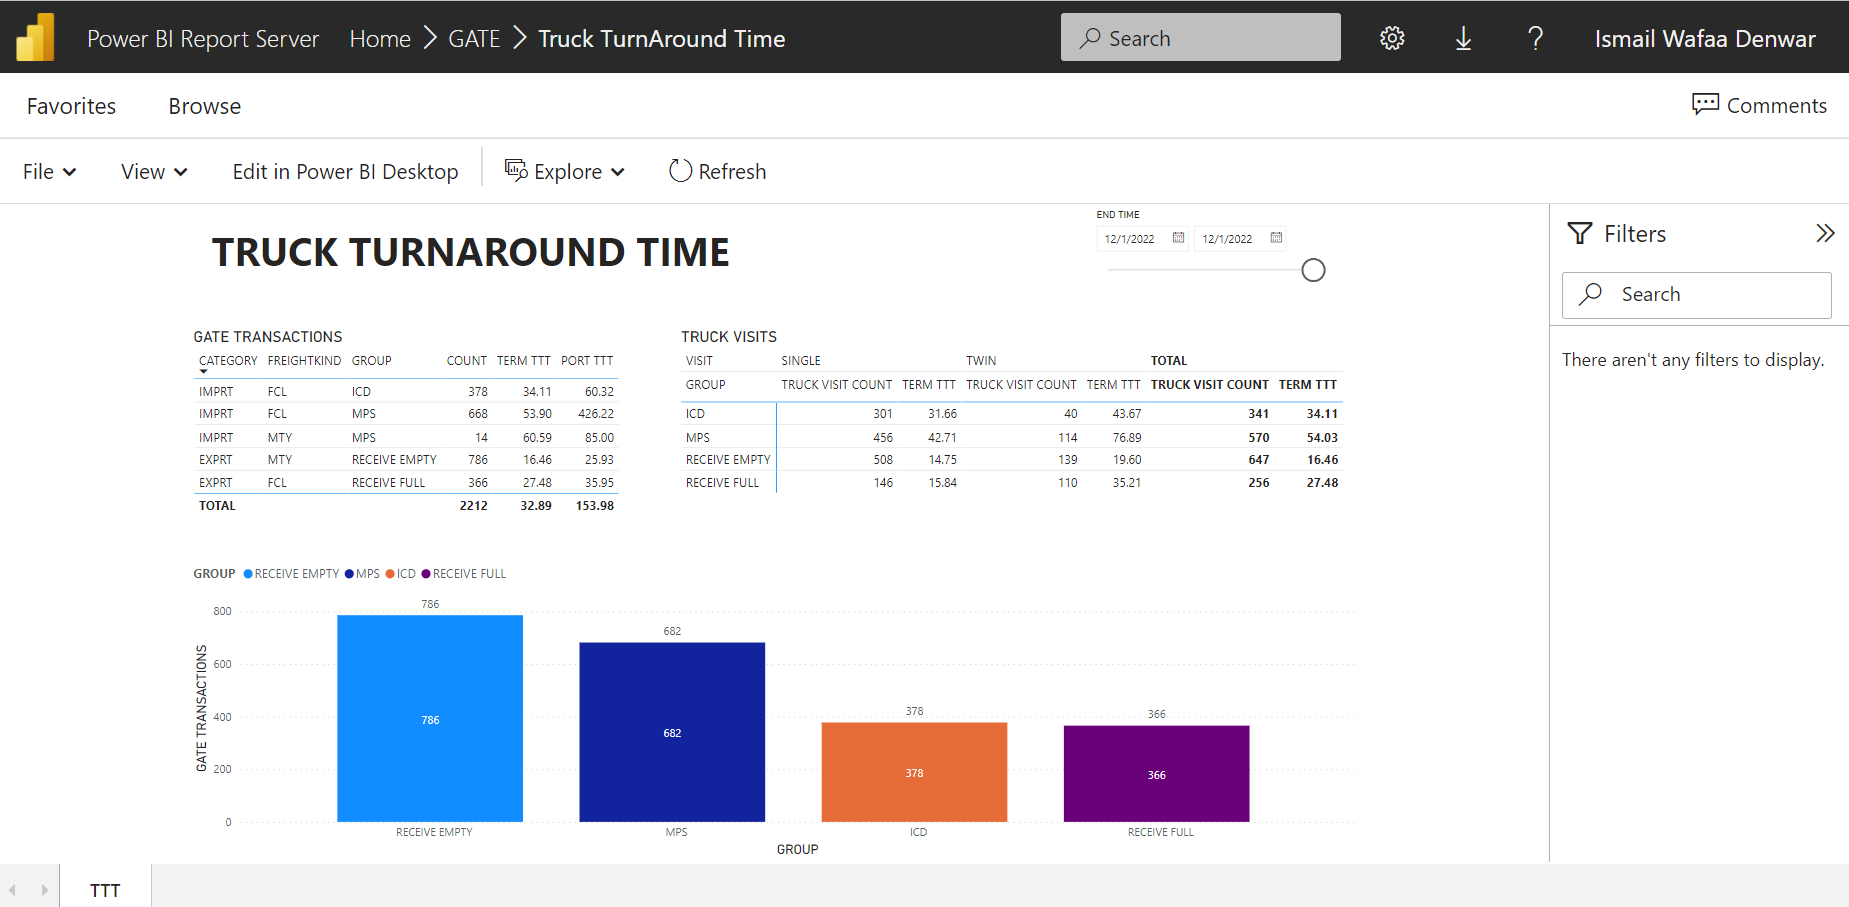 Power BI Report Server Home GATE Truck TurnAround Time Search ? Ismail Wafaa Denwar
Favorites Browse Comments
File View Edit in Power BI Desktop Explore Refresh
END TIME
12/1/2022 12/1/2022
TRUCK TURNAROUND TIME
Filters
Search
There aren't any filters to display.
GATE TRANSACTIONS
CATEGORY FREIGHTKIND GROUP COUNT TERM TTT PORT TTT
IMPRT FCL ICD 378 34.11 60.32
IMPRT FCL MPS 668 53.90 426.22
IMPRT MTY MPS 14 60.59 85.00
EXPRT MTY RECEIVE EMPTY 786 16.46 25.93
EXPRT FCL RECEIVE FULL 366 27.48 35.95
TOTAL 2212 32.89 153.98
TRUCK VISITS
VISIT SINGLE TWIN TOTAL
GROUP TRUCK VISIT COUNT TERM TTT TRUCK VISIT COUNT TERM TTT TRUCK VISIT COUNT TERM TTT
ICD 301 31.66 40 43.67 341 34.11
MPS 456 42.71 114 76.89 570 54.03
RECEIVE EMPTY 508 14.75 139 19.60 647 16.46
RECEIVE FULL 146 15.84 110 35.21 256 27.48
GROUP RECEIVE EMPTY MPS ICD RECEIVE FULL
GATE TRANSACTIONS
800
600
400
200
0
786
786
682
682
378
378
366
366
RECEIVE EMPTY MPS ICD RECEIVE FULL
GROUP
TTT